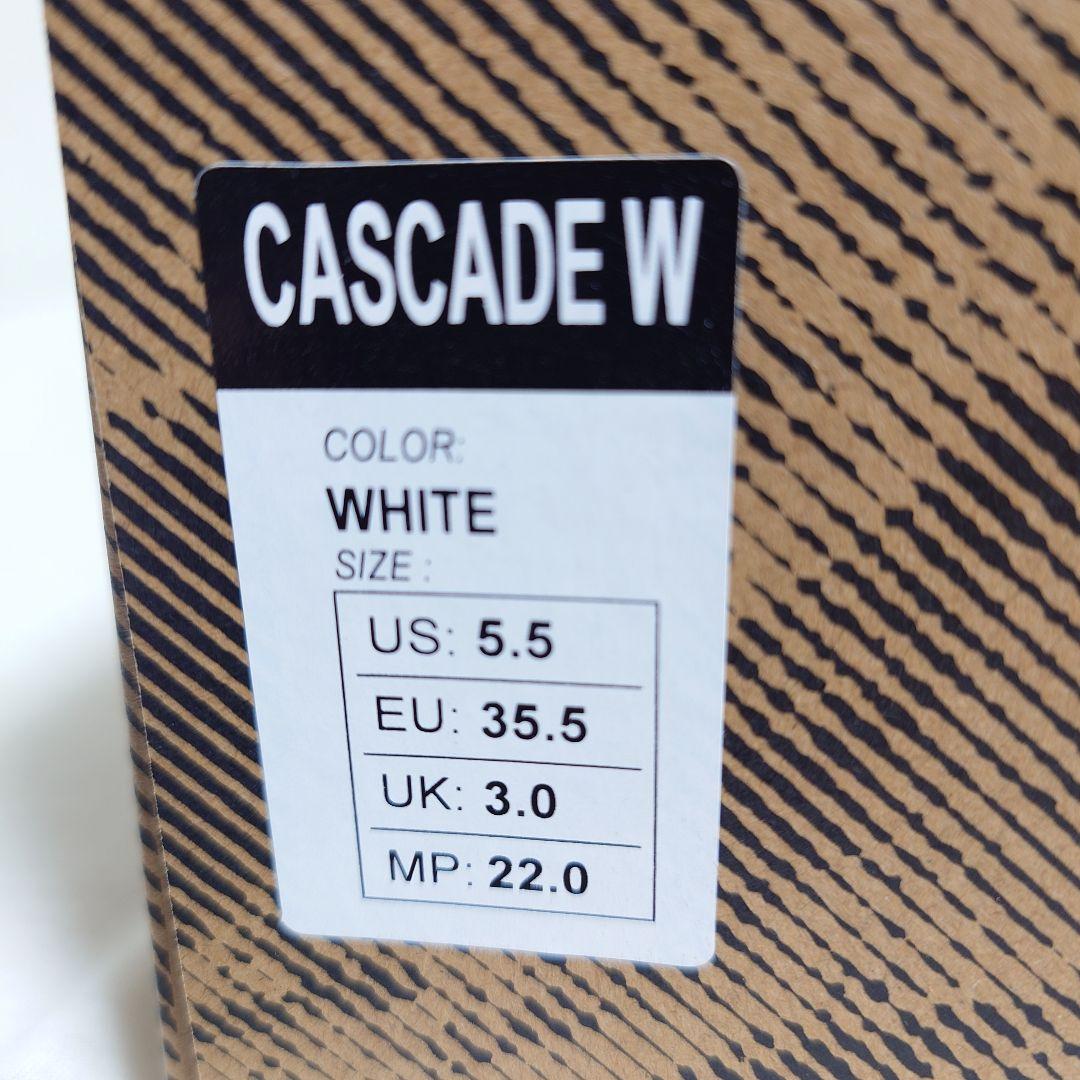 CASCADE W
COLOR:
WHITE
SIZE :
US: 5.5
EU: 35.5
UK: 3.0
MP: 22.0